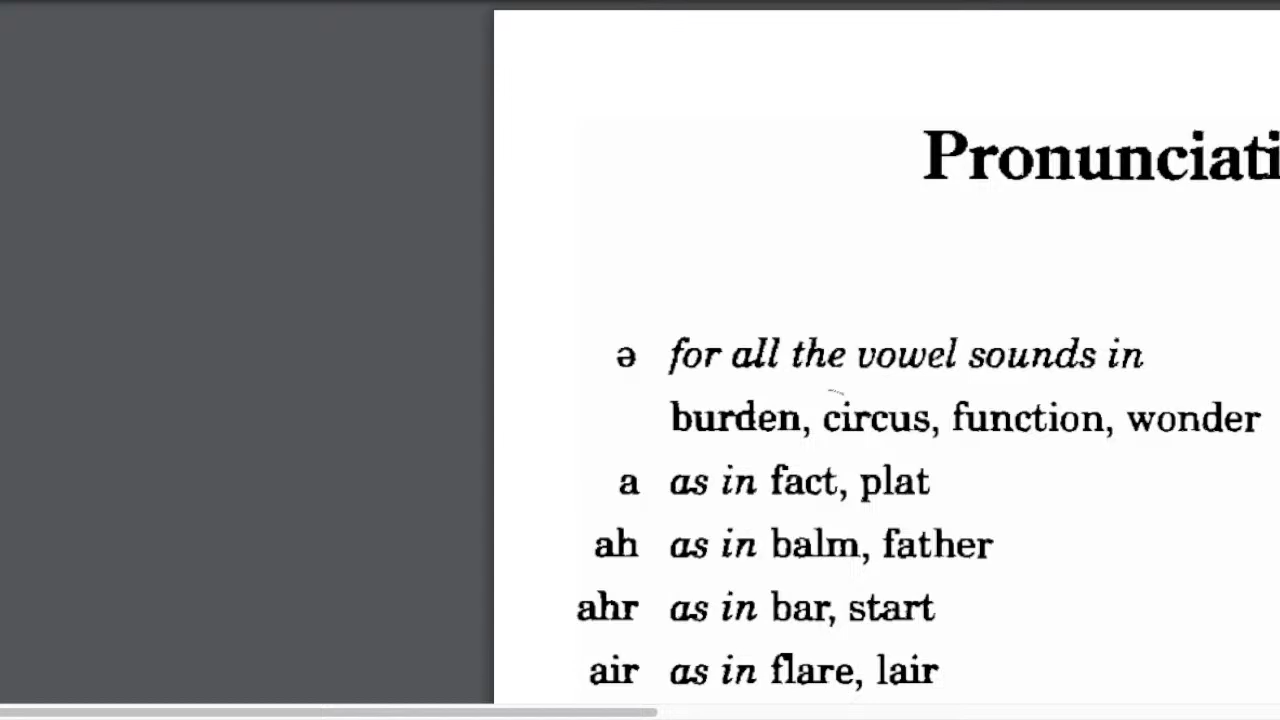 Pronunciati
ə for all the vowel sounds in
burden, circus, function, wonder
a as in fact, plat
ah as in balm, father
ahr as in bar, start
air as in flare, lair